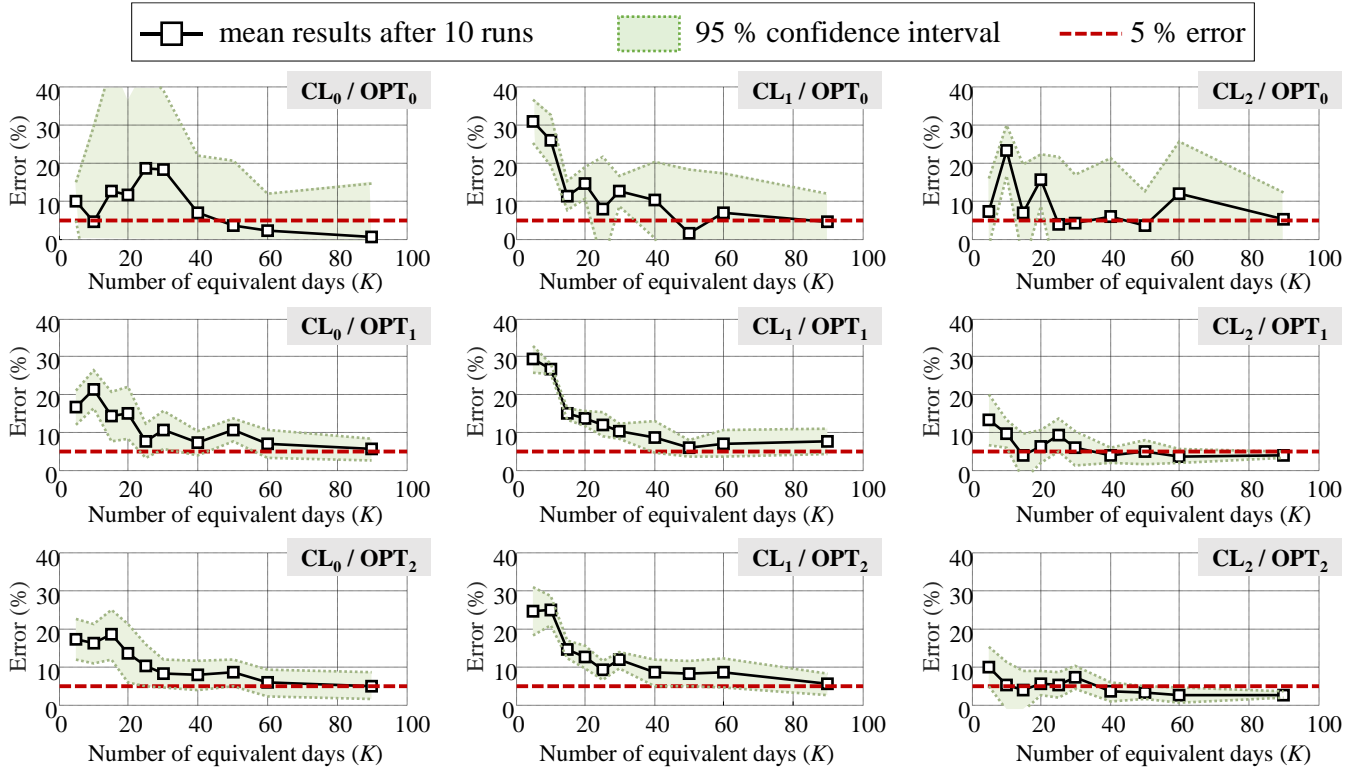 mean results after 10 runs 95 % confidence interval 5 % error
CL0 / OPT0
Error (%)
40
30
20
10
0
0 20 40 60 80 100
Number of equivalent days (K)
CL1 / OPT0
Error (%)
40
30
20
10
0
0 20 40 60 80 100
Number of equivalent days (K)
CL2 / OPT0
Error (%)
40
30
20
10
0
0 20 40 60 80 100
Number of equivalent days (K)
CL0 / OPT1
Error (%)
40
30
20
10
0
0 20 40 60 80 100
Number of equivalent days (K)
CL1 / OPT1
Error (%)
40
30
20
10
0
0 20 40 60 80 100
Number of equivalent days (K)
CL2 / OPT1
Error (%)
40
30
20
10
0
0 20 40 60 80 100
Number of equivalent days (K)
CL0 / OPT2
Error (%)
40
30
20
10
0
0 20 40 60 80 100
Number of equivalent days (K)
CL1 / OPT2
Error (%)
40
30
20
10
0
0 20 40 60 80 100
Number of equivalent days (K)
CL2 / OPT2
Error (%)
40
30
20
10
0
0 20 40 60 80 100
Number of equivalent days (K)